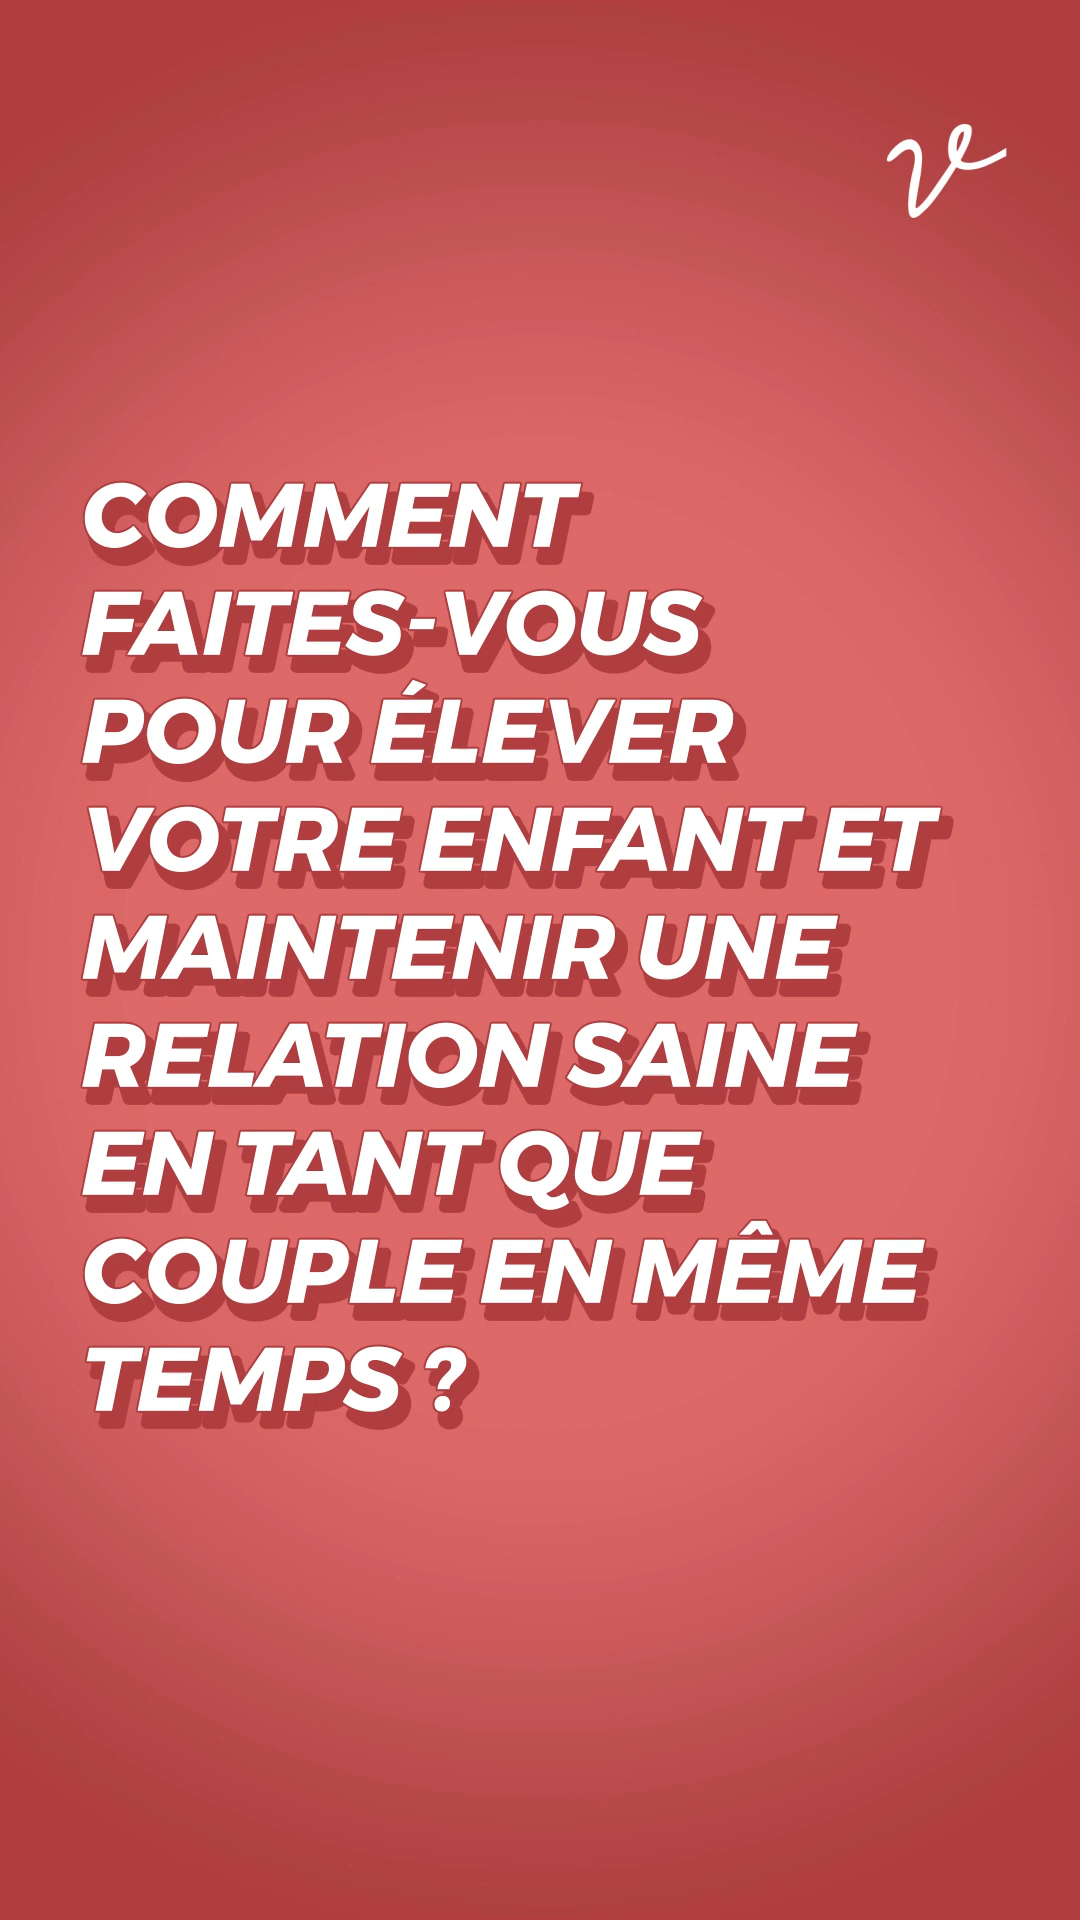 ve
COMMENT
FAITES-VOUS
POUR ÉLEVER
VOTRE ENFANT ET
MAINTENIR UNE
RELATION SAINE
EN TANT QUE
COUPLE EN MÊME
TEMPS ?